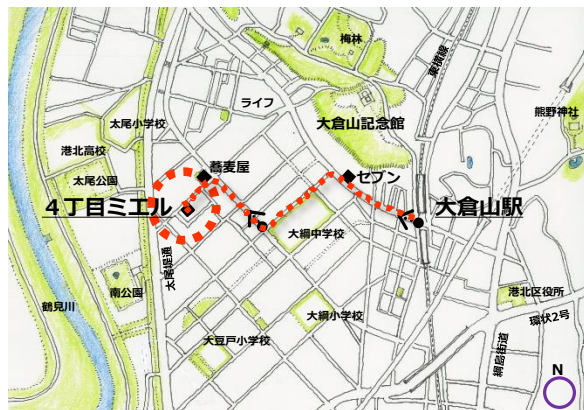 梅林
東横線
ライフ
大倉山記念館
熊野神社
太尾小学校
港北高校
太尾公園
蕎麦屋
セブン
4丁目ミエル
大倉山駅
大綱中学校
太尾堤通
南公園
鶴見川
港北区役所
環状2号
大綱小学校
綱島街道
大豆戸小学校
N